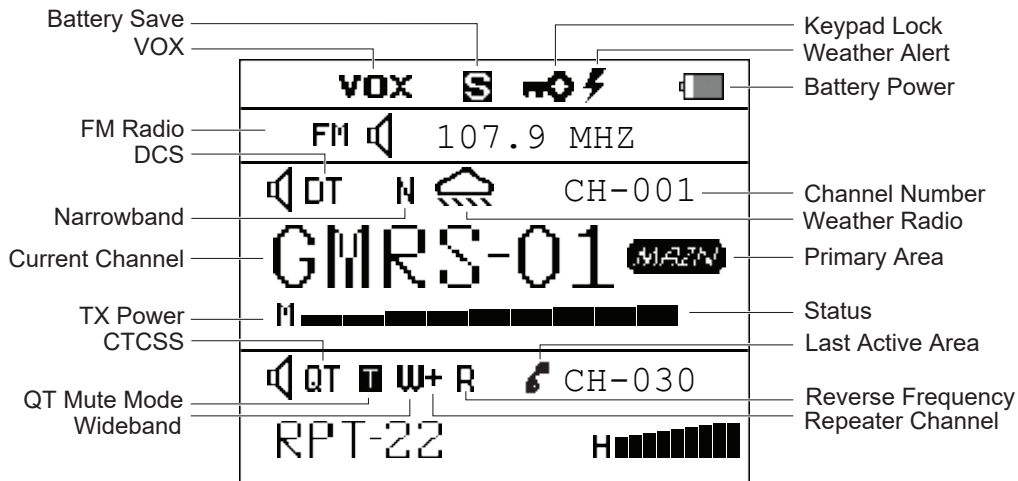 Battery Save
VOX
Keypad Lock
Weather Alert
VOX S Battery Power
FM Radio FM 107.9 MHZ
DCS
DT N CH-001 Channel Number
Narrowband Weather Radio
Current Channel GMRS-01 MAIN Primary Area
TX Power M Status
CTCSS Last Active Area
QT T W+ R CH-030
QT Mute Mode Reverse Frequency
Wideband Repeater Channel
RPT-22 H